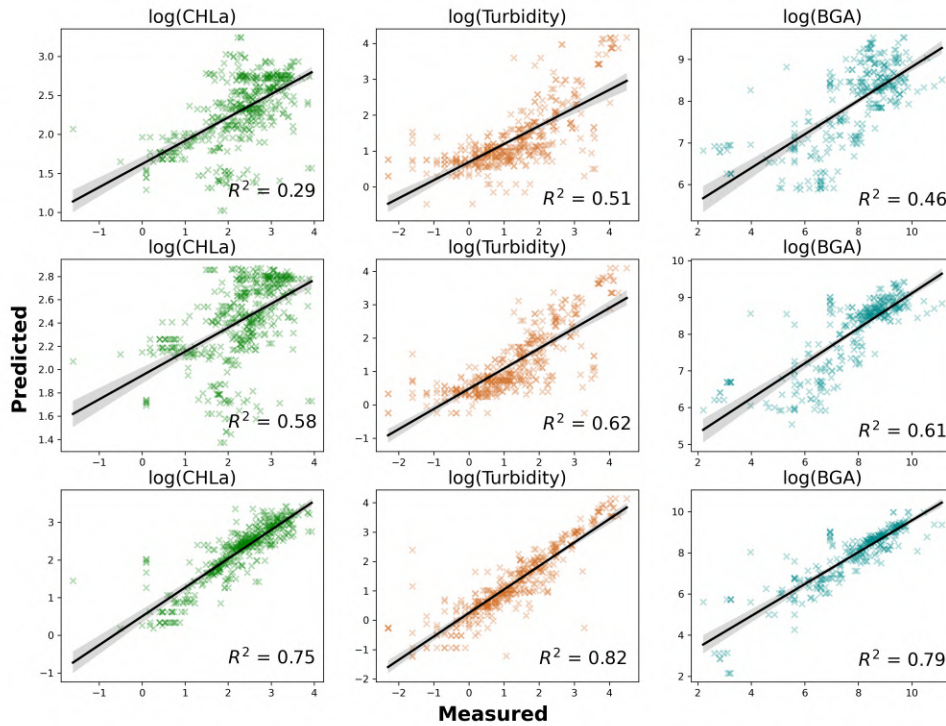 log(CHLa) log(Turbidity) log(BGA)
3.0 4 9
2.5 3 8
2.0 2 7
1.5 1 6
1.0 0
R² = 0.29 R² = 0.51 R² = 0.46
−1 0 1 2 3 4 −2 −1 0 1 2 3 4 2 4 6 8 10
log(CHLa) log(Turbidity) log(BGA)
2.8 4 10
2.6 3 9
2.4 2 8
2.2 1 7
2.0 0 6
1.8 −1 5
1.6
1.4
R² = 0.58 R² = 0.62 R² = 0.61
−1 0 1 2 3 4 −2 −1 0 1 2 3 4 2 4 6 8 10
Predicted
log(CHLa) log(Turbidity) log(BGA)
3 4 10
2 3 8
1 2 6
0 1 4
−1 0 2
−1
−2
R² = 0.75 R² = 0.82 R² = 0.79
−1 0 1 2 3 4 −2 −1 0 1 2 3 4 2 4 6 8 10
Measured